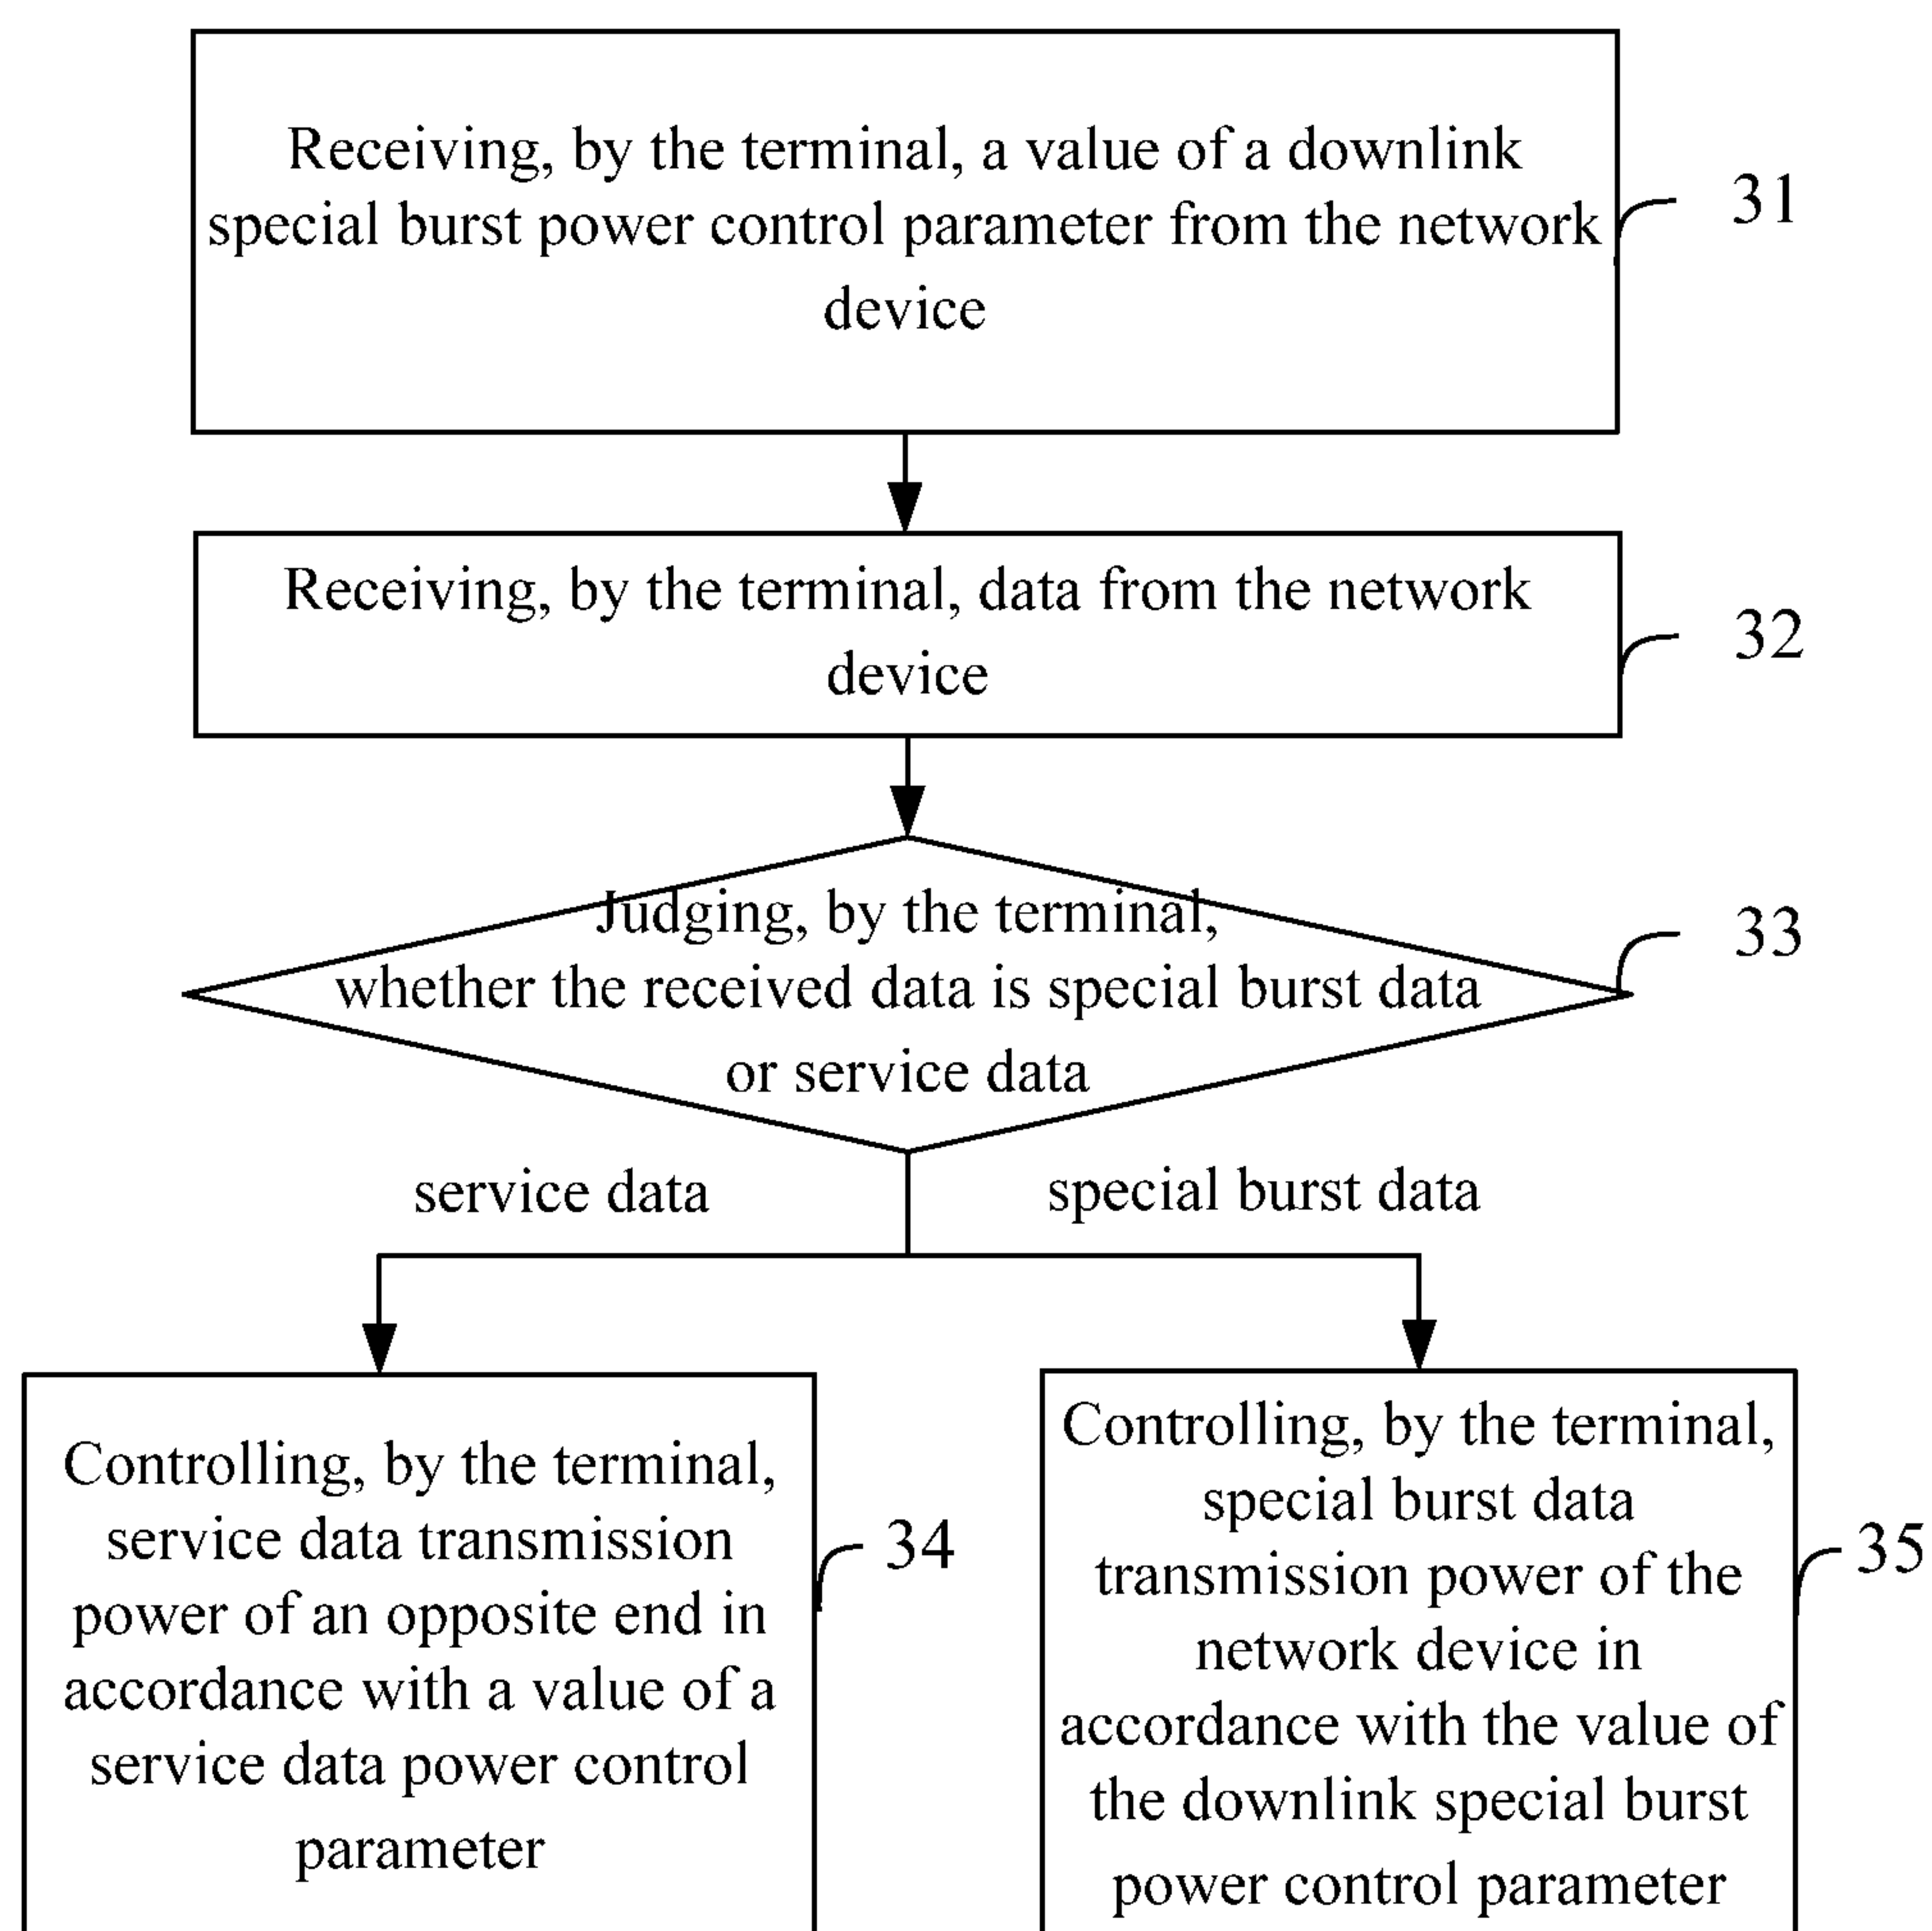 Receiving, by the terminal, a value of a downlink
special burst power control parameter from the network
device
31
Receiving, by the terminal, data from the network
device
32
Judging, by the terminal,
whether the received data is special burst data
or service data
33
service data
special burst data
Controlling, by the terminal,
service data transmission
power of an opposite end in
accordance with a value of a
service data power control
parameter
34
Controlling, by the terminal,
special burst data
transmission power of the
network device in
accordance with the value of
the downlink special burst
power control parameter
35